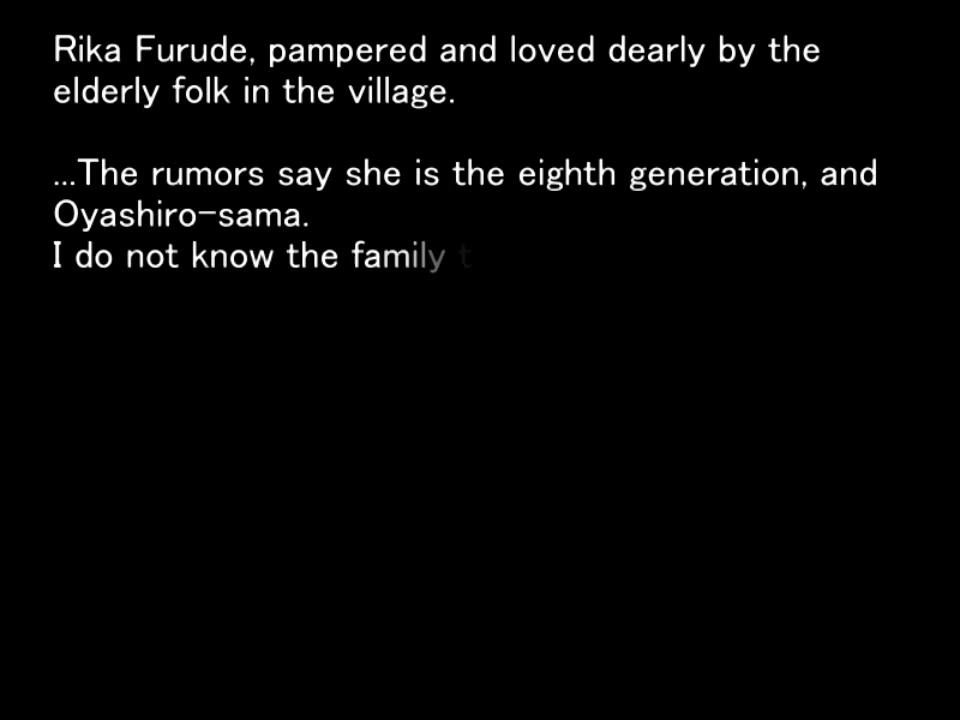 Rika Furude, pampered and loved dearly by the
elderly folk in the village.
...The rumors say she is the eighth generation, and
Oyashiro-sama.
I do not know the family t